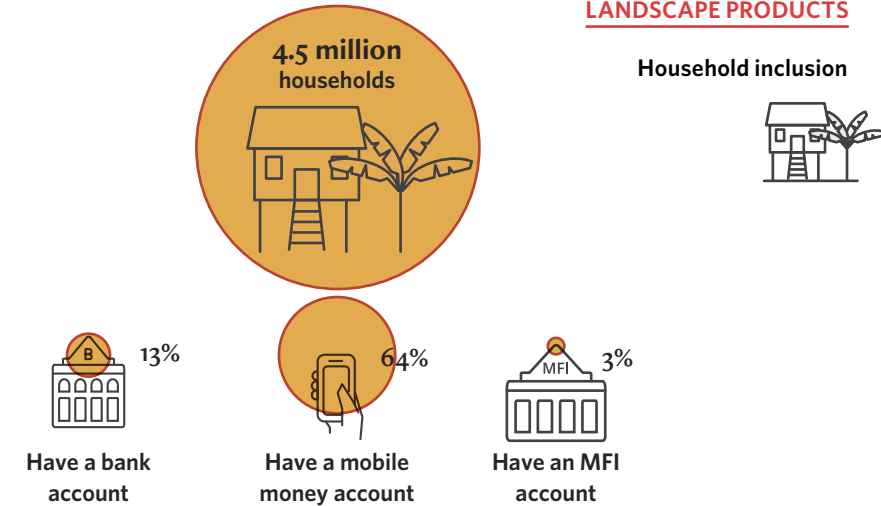 LANDSCAPE PRODUCTS
Household inclusion
4.5 million
households
B
13%
64%
MFI
3%
Have a bank
account
Have a mobile
money account
Have an MFI
account